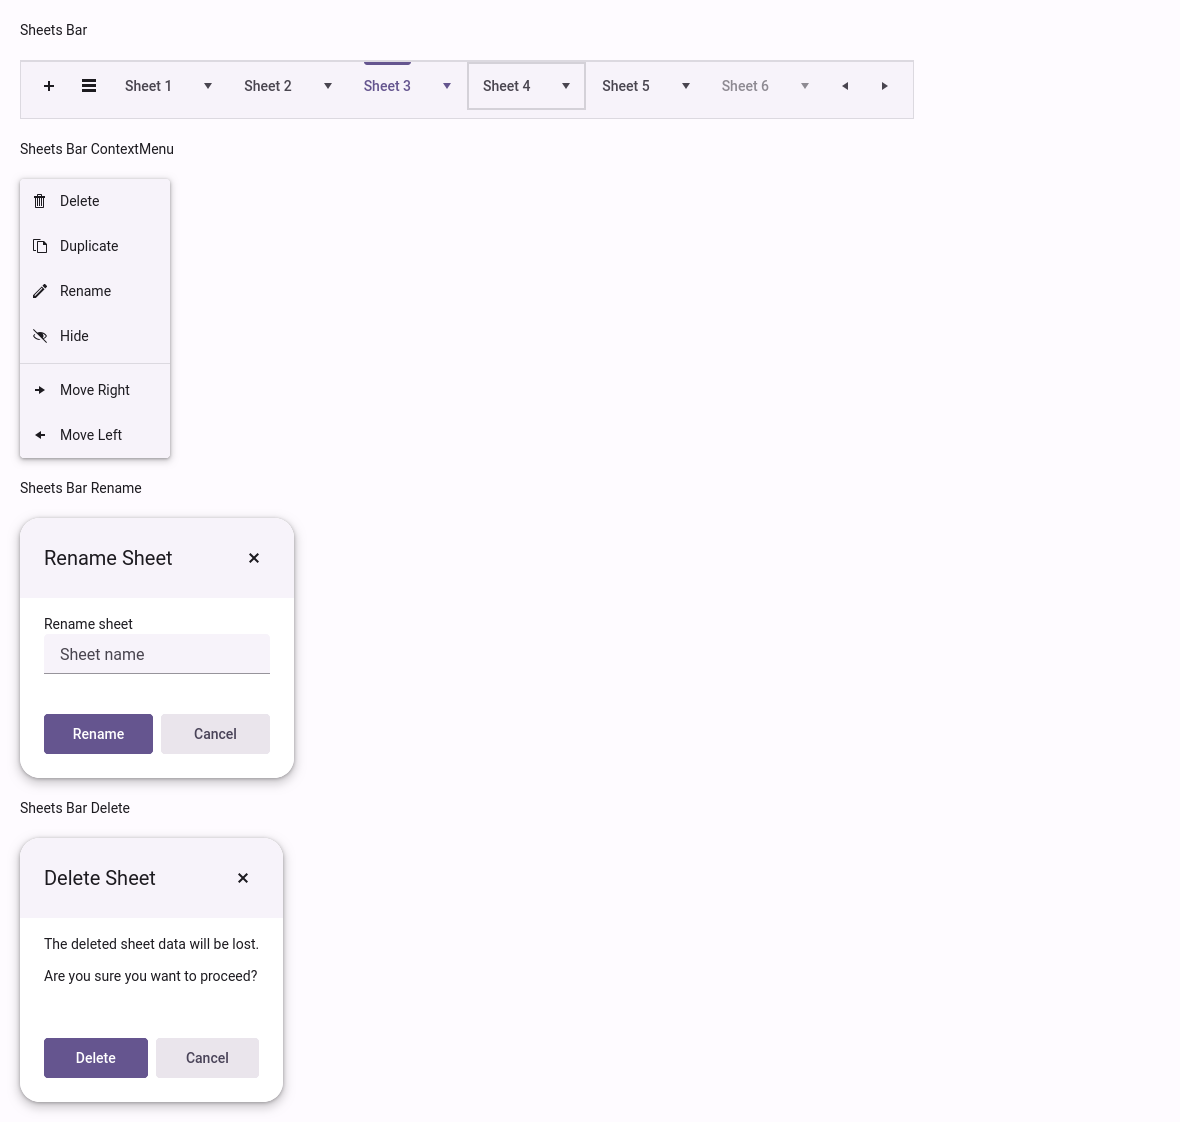 Sheets Bar
Sheet 1 Sheet 2 Sheet 3 Sheet 4 Sheet 5 Sheet 6
Sheets Bar ContextMenu
Delete
Duplicate
Rename
Hide
Move Right
Move Left
Sheets Bar Rename
Rename Sheet
Rename sheet
Sheet name
Rename Cancel
Sheets Bar Delete
Delete Sheet
The deleted sheet data will be lost.
Are you sure you want to proceed?
Delete Cancel